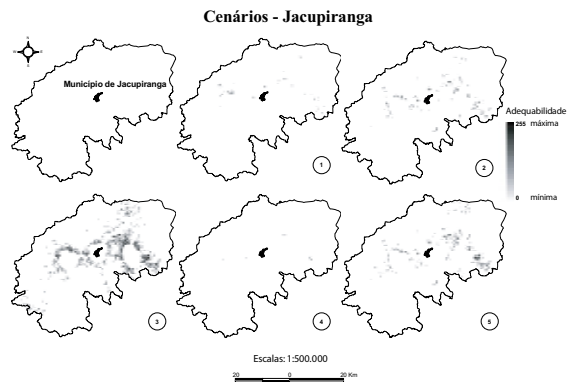 Cenários - Jacupiranga
Município de Jacupiranga
1
2
Adequabilidade
255 máxima
0 mínima
3
4
5
Escalas: 1:500.000
20 0 20 Km